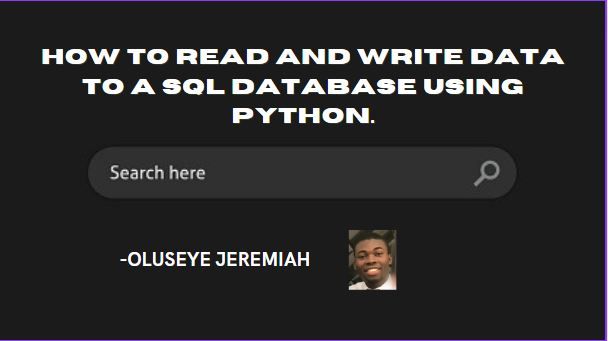 HOW TO READ AND WRITE DATA
TO A SQL DATABASE USING
PYTHON.
Search here
-OLUSEYE JEREMIAH